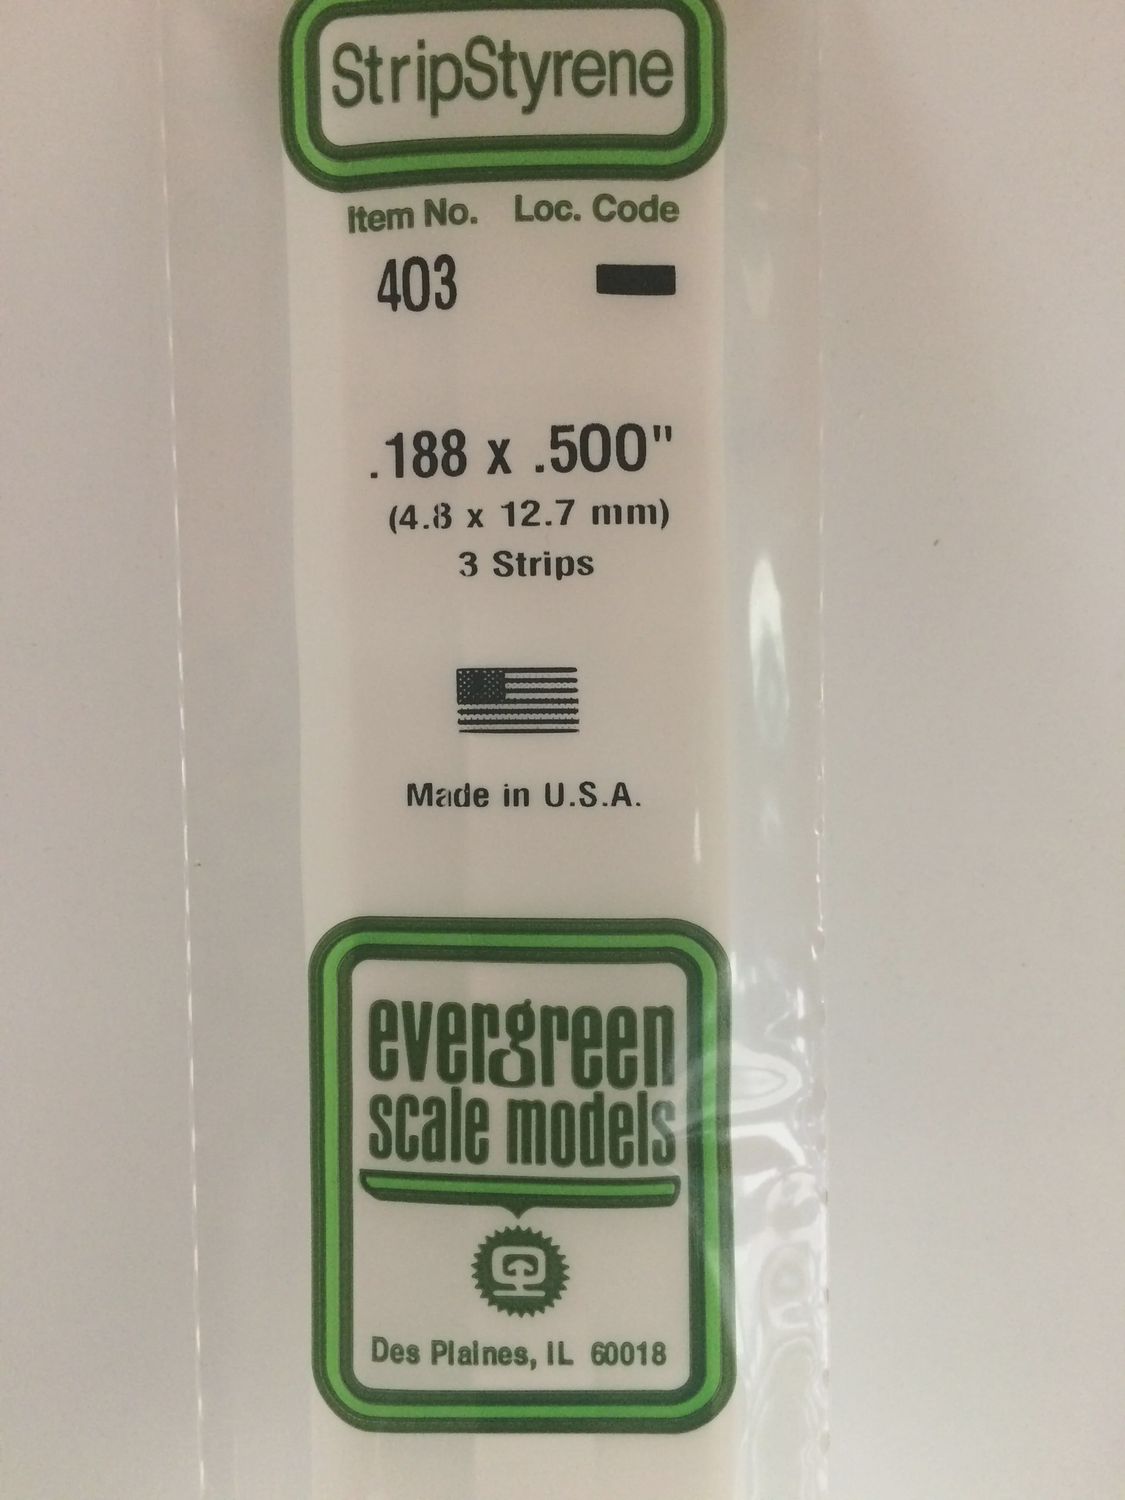 StripStyrene
Item No. Loc. Code
403
.188 x .500"
(4.8 x 12.7 mm)
3 Strips
Made in U.S.A.
evergreen
scale models
Des Plaines, IL 60018